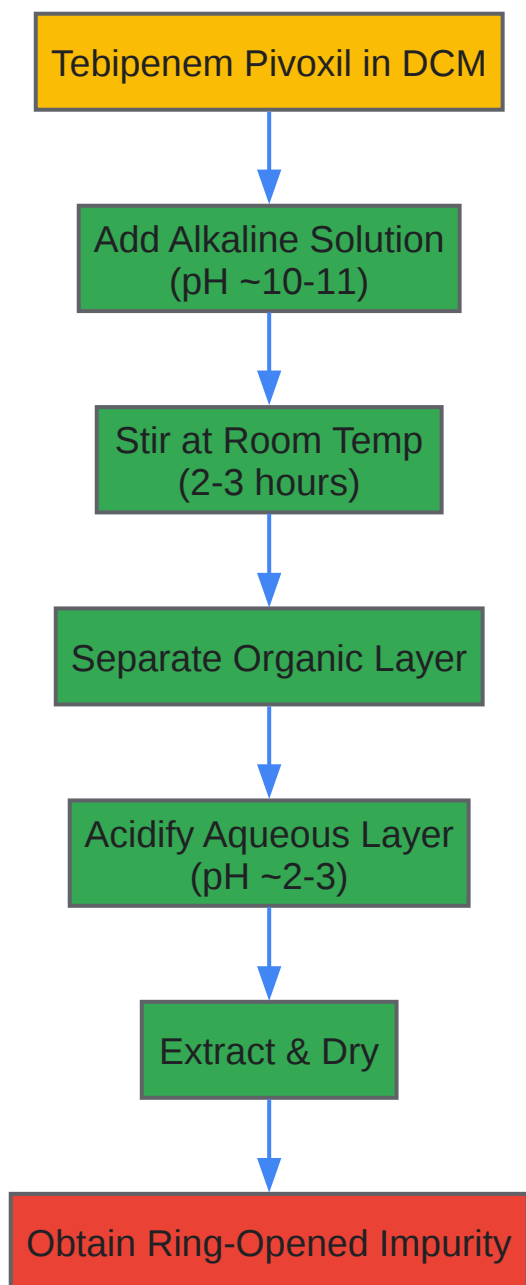 Tebipenem Pivoxil in DCM
Add Alkaline Solution
(pH ~10-11)
Stir at Room Temp
(2-3 hours)
Separate Organic Layer
Acidify Aqueous Layer
(pH ~2-3)
Extract & Dry
Obtain Ring-Opened Impurity